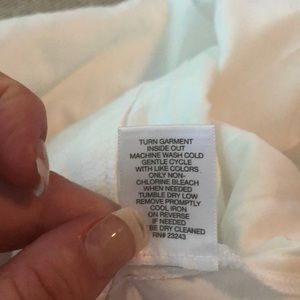 TURN GARMENT
INSIDE OUT
MACHINE WASH COLD
GENTLE CYCLE
WITH LIKE COLORS
ONLY NON-
CHLORINE BLEACH
WHEN NEEDED
TUMBLE DRY LOW
REMOVE PROMPTLY
COOL IRON
ON REVERSE
IF NEEDED
BE DRY CLEANED
RN# 23243